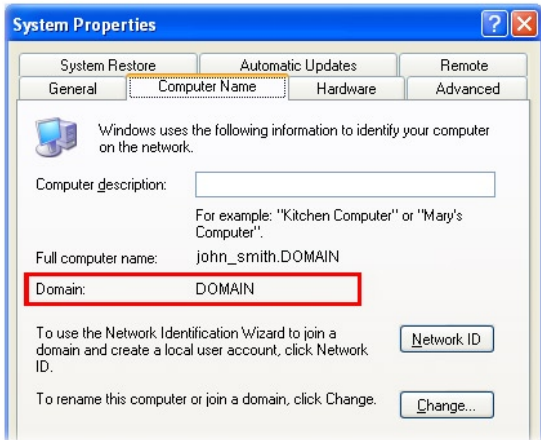 System Properties
System Restore Automatic Updates Remote
General Computer Name Hardware Advanced
Windows uses the following information to identify your computer
on the network.
Computer description:
For example: "Kitchen Computer" or "Mary's
Computer".
Full computer name: john_smith.DOMAIN
Domain: DOMAIN
To use the Network Identification Wizard to join a
domain and create a local user account, click Network
ID.
Network ID
To rename this computer or join a domain, click Change.
Change...